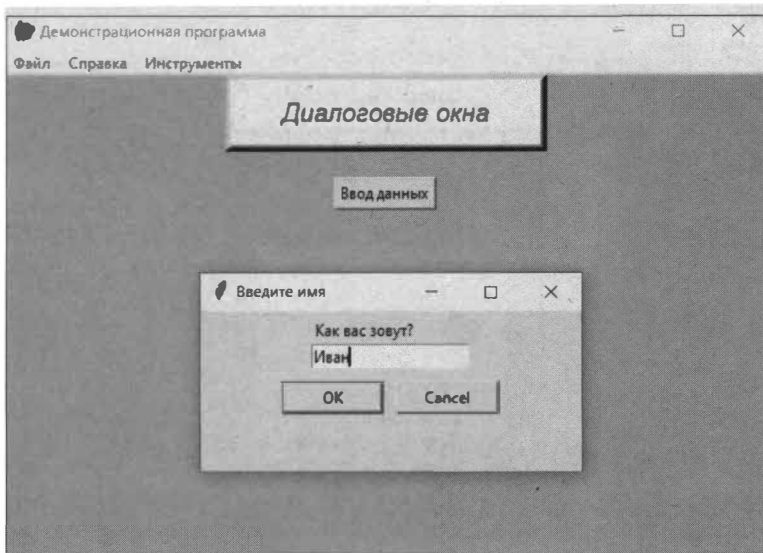 Демонстрационная программа
Файл Справка Инструменты
Диалоговые окна
Ввод данных
Введите имя
Как вас зовут?
Иван
OK Cancel